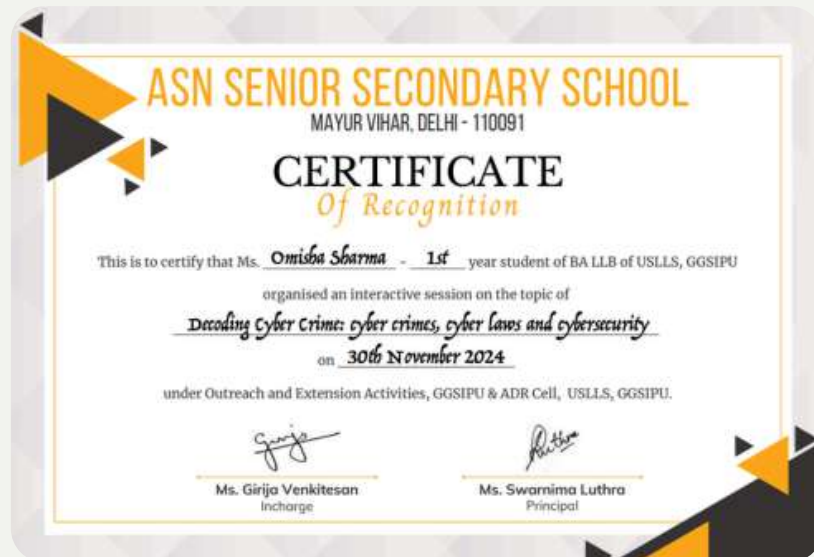 ASN SENIOR SECONDARY SCHOOL
MAYUR VIHAR, DELHI - 110091
CERTIFICATE
Of Recognition
This is to certify that Ms. Omisha Sharma - 1st year student of BA LLB of USLLS, GGSIPU
organised an interactive session on the topic of
Decoding Cyber Crime: cyber crimes, cyber laws and cybersecurity
on 30th November 2024
under Outreach and Extension Activities, GGSIPU & ADR Cell, USLLS, GGSIPU.
Ms. Girija Venkitesan
Incharge
Ms. Swarnima Luthra
Principal